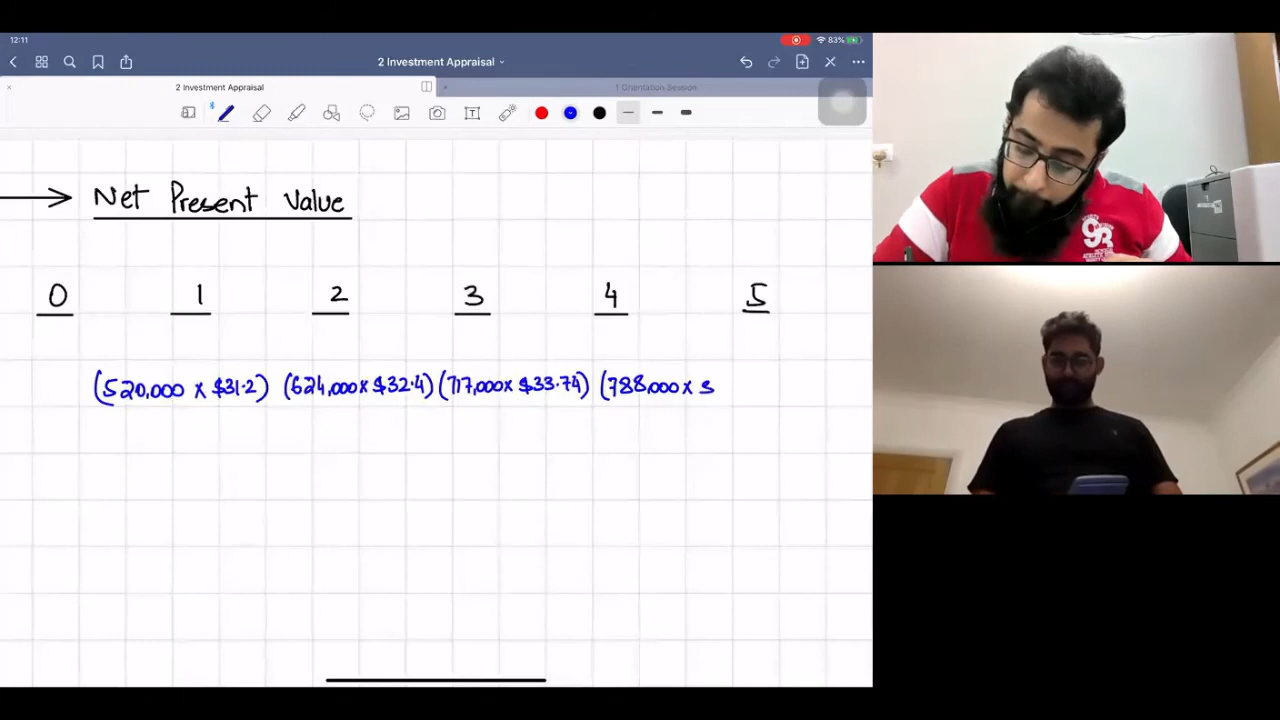 12:11
83%
2 Investment Appraisal
2 Investment Appraisal
1 Orientation Session
T
Net Present Value
0 1 2 3 4 5
(520,000 x $31.2) (624,000 x $32.4) (717,000 x $33.74) (788,000 x
93